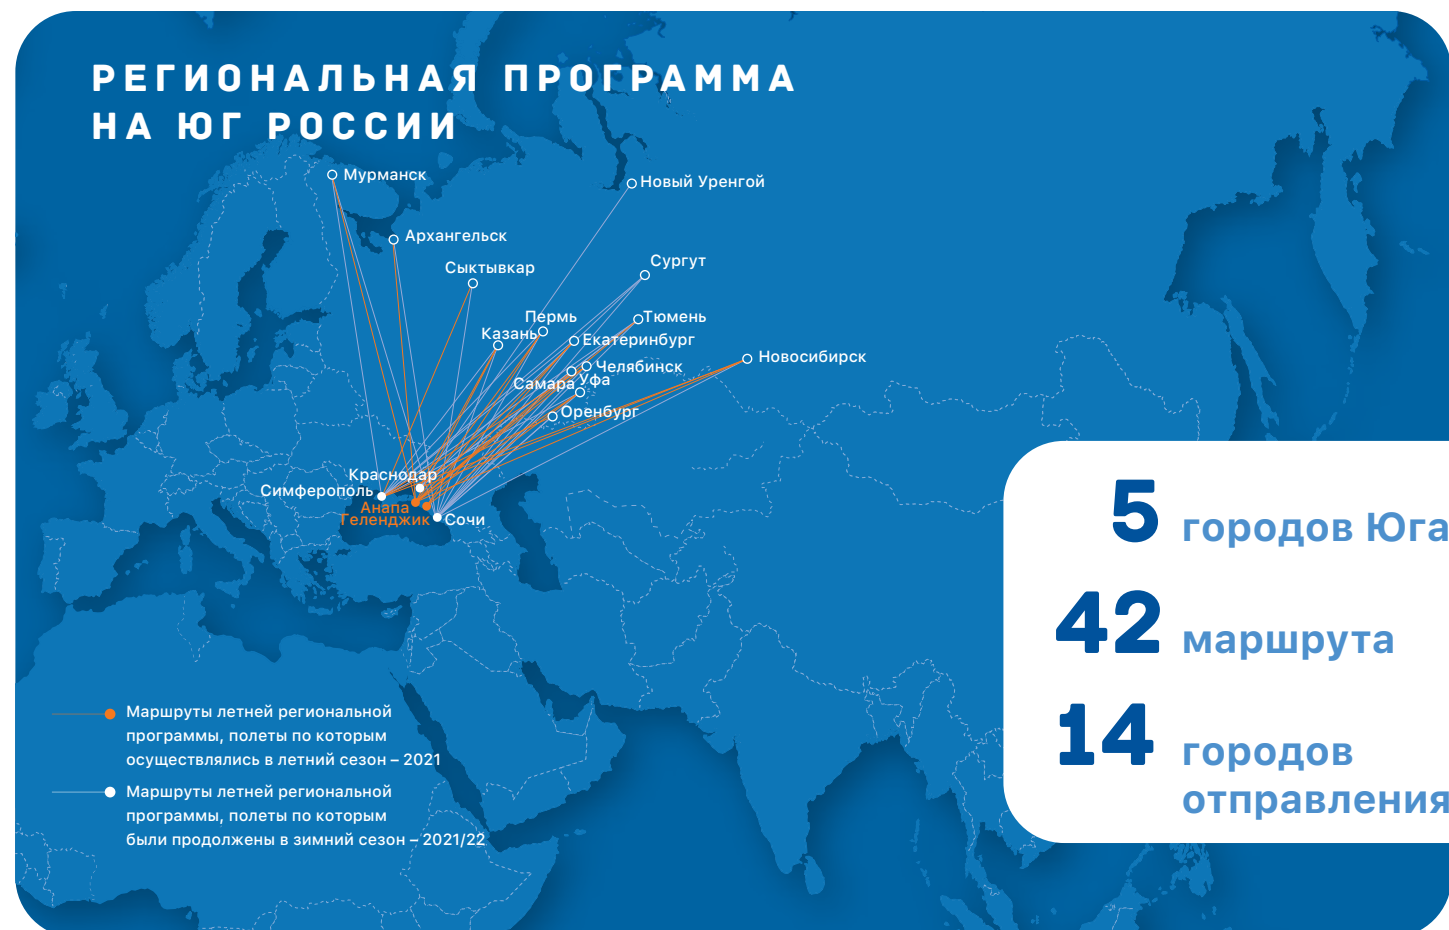 РЕГИОНАЛЬНАЯ ПРОГРАММА
НА ЮГ РОССИИ
Мурманск
Новый Уренгой
Архангельск
Сыктывкар
Сургут
Пермь
Тюмень
Казань
Екатеринбург
Новосибирск
Челябинск
Самара
Уфа
Оренбург
Краснодар
Симферополь
Анапа
Геленджик
Сочи
5 городов Юга
42 маршрута
14 городов
отправления
Маршруты летней региональной
программы, полеты по которым
осуществлялись в летний сезон – 2021
Маршруты летней региональной
программы, полеты по которым
были продолжены в зимний сезон – 2021/22